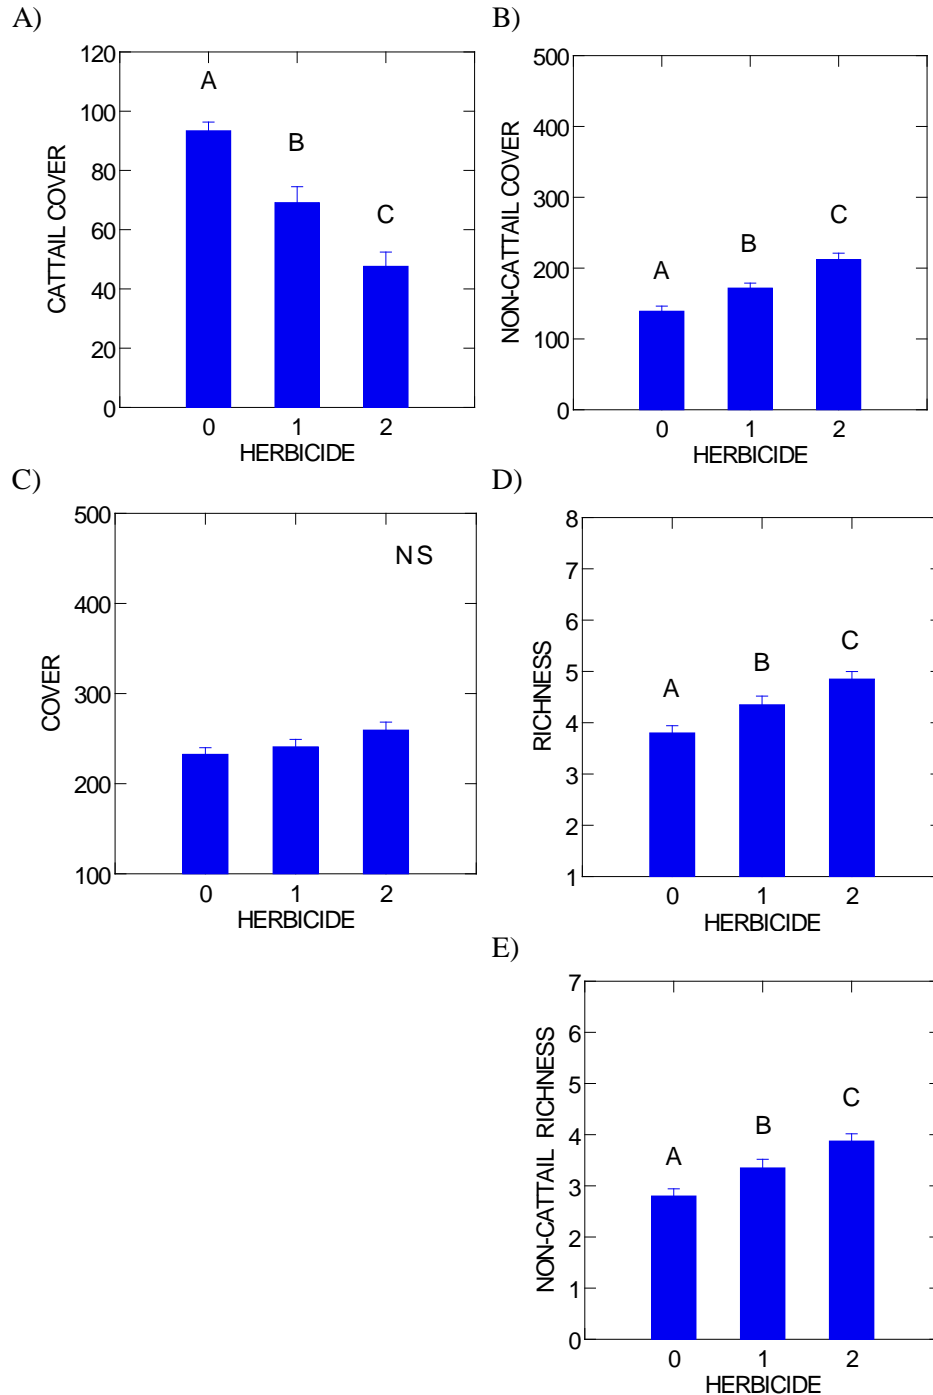 A)
120
100
80
60
40
20
0
CATTAIL COVER
A
B
C
0 1 2
HERBICIDE
B)
500
400
300
200
100
0
NON-CATTAIL COVER
A
B
C
0 1 2
HERBICIDE
C)
500
400
300
200
100
COVER
NS
0 1 2
HERBICIDE
D)
8
7
6
5
4
3
2
1
RICHNESS
A
B
C
0 1 2
HERBICIDE
E)
7
6
5
4
3
2
1
0
NON-CATTAIL RICHNESS
A
B
C
0 1 2
HERBICIDE